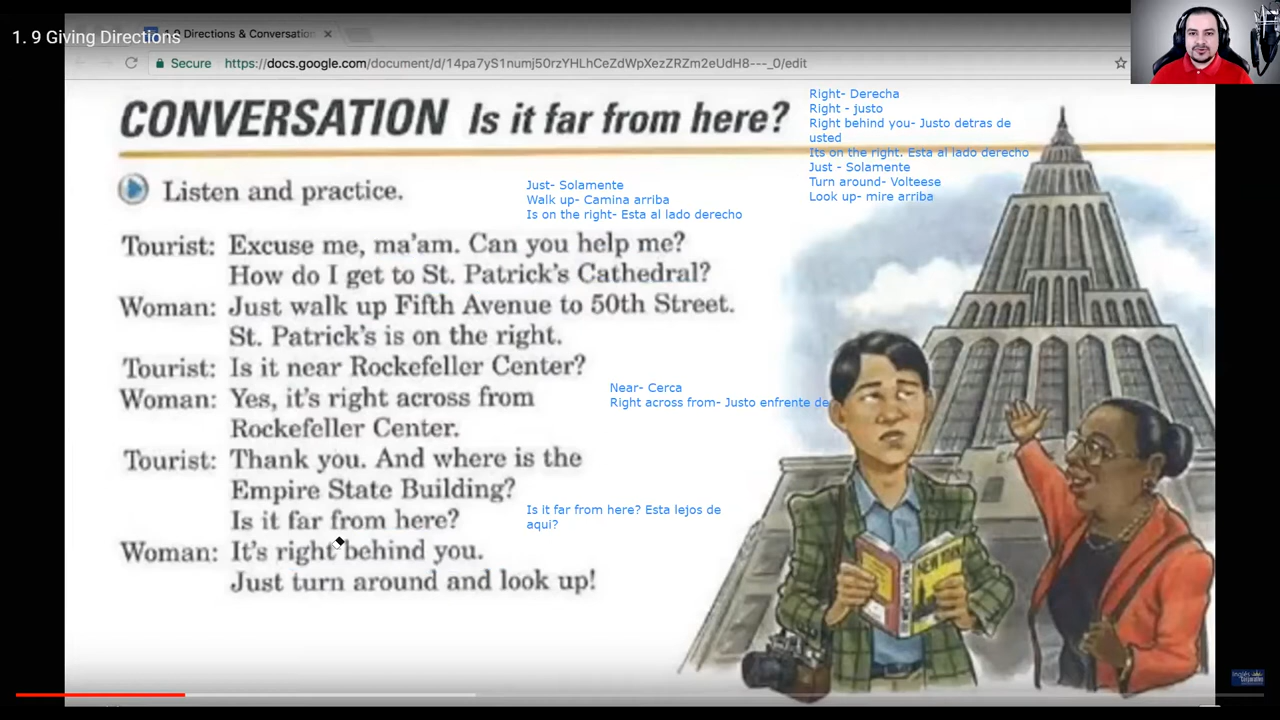 1. 9 Giving Directions
1.9 Directions & Conversation
Secure https://docs.google.com/document/d/14pa7yS1numj50rzYHLhCeZdWpXezZRZm2eUdH8---_0/edit
CONVERSATION Is it far from here?
Right- Derecha
Right - justo
Right behind you- Justo detras de
usted
Its on the right. Esta al lado derecho
Just - Solamente
Turn around- Volteese
Look up- mire arriba
Listen and practice.
Just- Solamente
Walk up- Camina arriba
Is on the right- Esta al lado derecho
Tourist: Excuse me, ma'am. Can you help me?
How do I get to St. Patrick's Cathedral?
Woman: Just walk up Fifth Avenue to 50th Street.
St. Patrick's is on the right.
Tourist: Is it near Rockefeller Center?
Woman: Yes, it's right across from
Rockefeller Center.
Near- Cerca
Right across from- Justo enfrente de
Tourist: Thank you. And where is the
Empire State Building?
Is it far from here?
Is it far from here? Esta lejos de
aqui?
Woman: It's right behind you.
Just turn around and look up!
NEW YORK